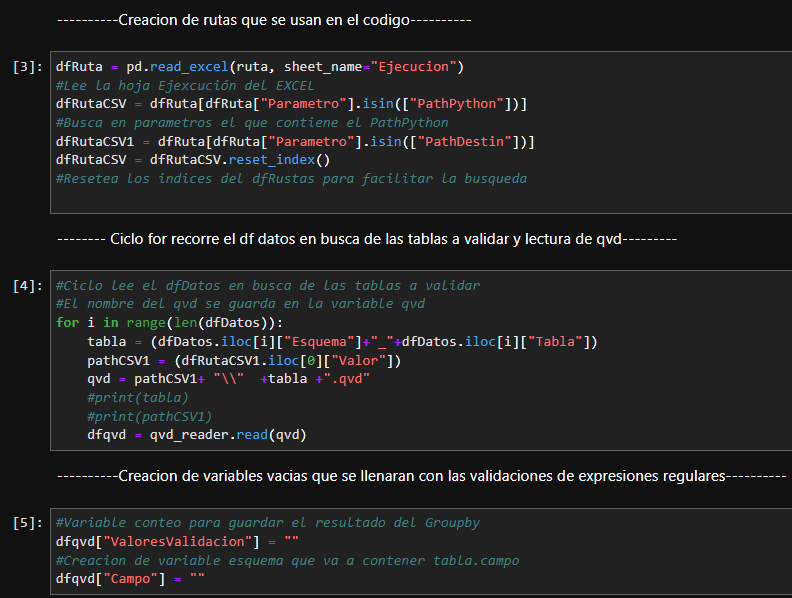 ----------Creacion de rutas que se usan en el codigo----------
[3]: dfRuta = pd.read_excel(ruta, sheet_name="Ejecucion")
#Lee la hoja Ejexcución del EXCEL
dfRutaCSV = dfRuta[dfRuta["Parametro"].isin(["PathPython"])]
#Busca en parametros el que contiene el PathPython
dfRutaCSV1 = dfRuta[dfRuta["Parametro"].isin(["PathDestin"])]
dfRutaCSV = dfRutaCSV.reset_index()
#Resetea los indices del dfRustas para facilitar la busqueda
-------- Ciclo for recorre el df datos en busca de las tablas a validar y lectura de qvd---------
[4]: #Ciclo lee el dfDatos en busca de las tablas a validar
#El nombre del qvd se guarda en la variable qvd
for i in range(len(dfDatos)):
    tabla = (dfDatos.iloc[i]["Esquema"]+"_"+dfDatos.iloc[i]["Tabla"])
    pathCSV1 = (dfRutaCSV1.iloc[0]["Valor"])
    qvd = pathCSV1+ "\\"  +tabla +".qvd"
    #print(tabla)
    #print(pathCSV1)
    dfqvd = qvd_reader.read(qvd)
----------Creacion de variables vacias que se llenaran con las validaciones de expresiones regulares----------
[5]: #Variable conteo para guardar el resultado del Groupby
dfqvd["ValoresValidacion"] = ""
#Creacion de variable esquema que va a contener tabla.campo
dfqvd["Campo"] = ""